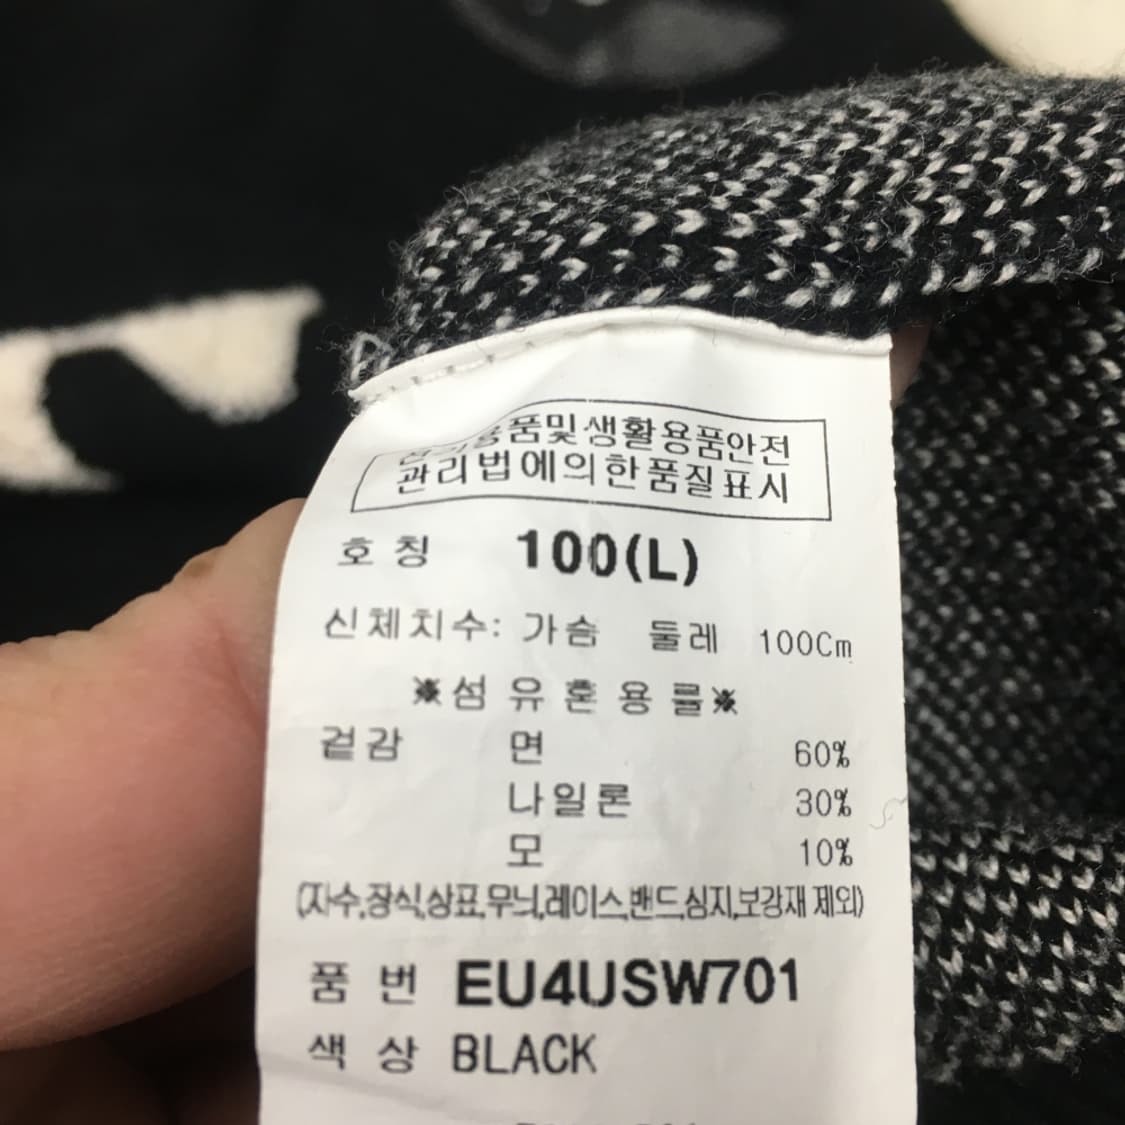 전기용품및생활용품안전
관리법에의한품질표시
호 칭 100(L)
신체치수: 가슴 둘레 100Cm
※섬 유 혼 용 률※
겉감 면 60%
나일론 30%
모 10%
(자수,장식,상표,무늬,레이스,밴드,심지,보강재 제외)
품 번 EU4USW701
색 상 BLACK